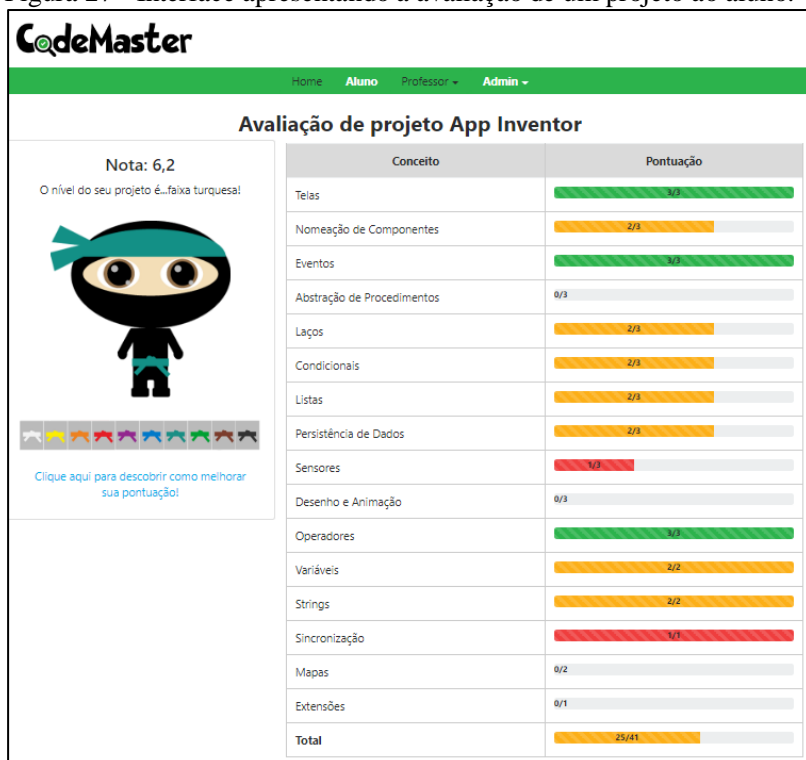 Figura 27 - Interface apresentando a avaliação de um projeto ao aluno.
CodeMaster
Home Aluno Professor Admin
Avaliação de projeto App Inventor
Nota: 6,2
O nível do seu projeto é...faixa turquesa!
Clique aqui para descobrir como melhorar
sua pontuação!
Conceito Pontuação
Telas 3/3
Nomeação de Componentes 2/3
Eventos 3/3
Abstração de Procedimentos 0/3
Laços 2/3
Condicionais 2/3
Listas 2/3
Persistência de Dados 2/3
Sensores 1/3
Desenho e Animação 0/3
Operadores 3/3
Variáveis 2/2
Strings 2/2
Sincronização 1/1
Mapas 0/2
Extensões 0/1
Total 25/41